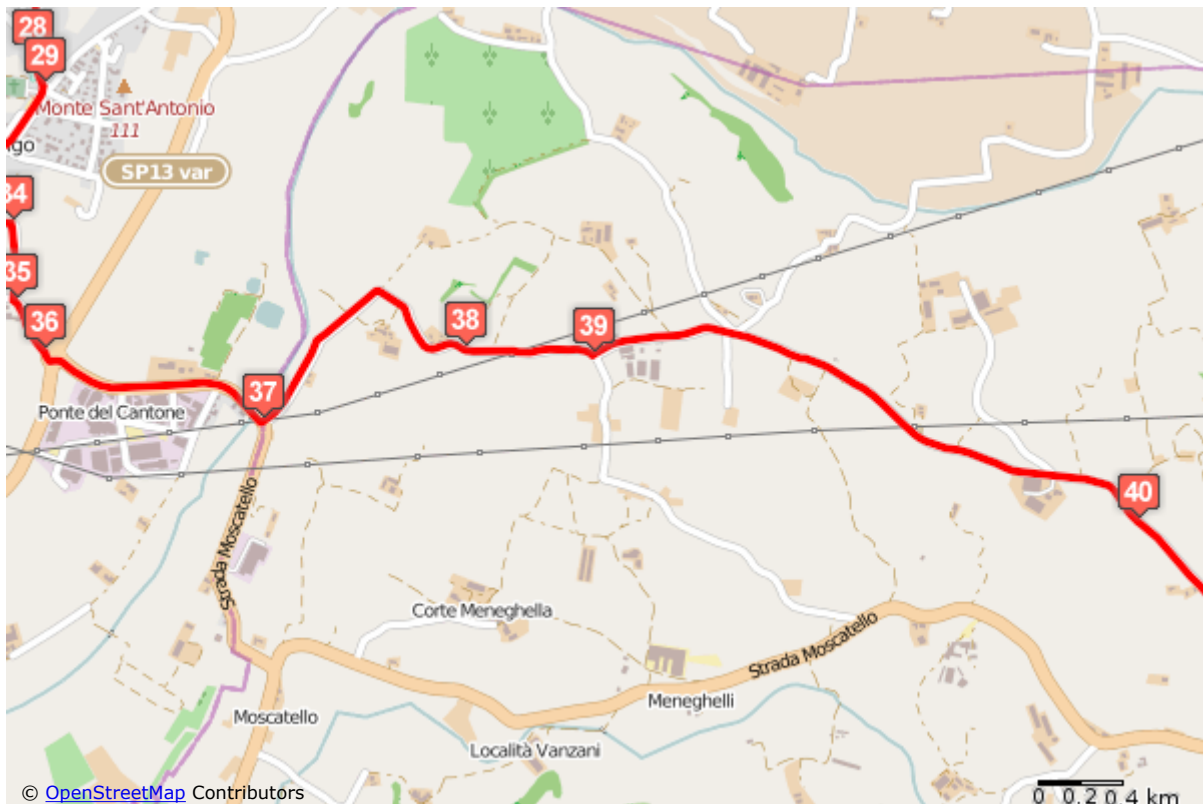 28
29
Monte Sant'Antonio
111
go
SP13 var
34
35
36
38
39
37
Ponte del Cantone
40
Strada Moscatello
Corte Meneghella
Strada Moscatello
Meneghelli
Moscatello
Località Vanzani
© OpenStreetMap Contributors
0 0.2 0.4 km